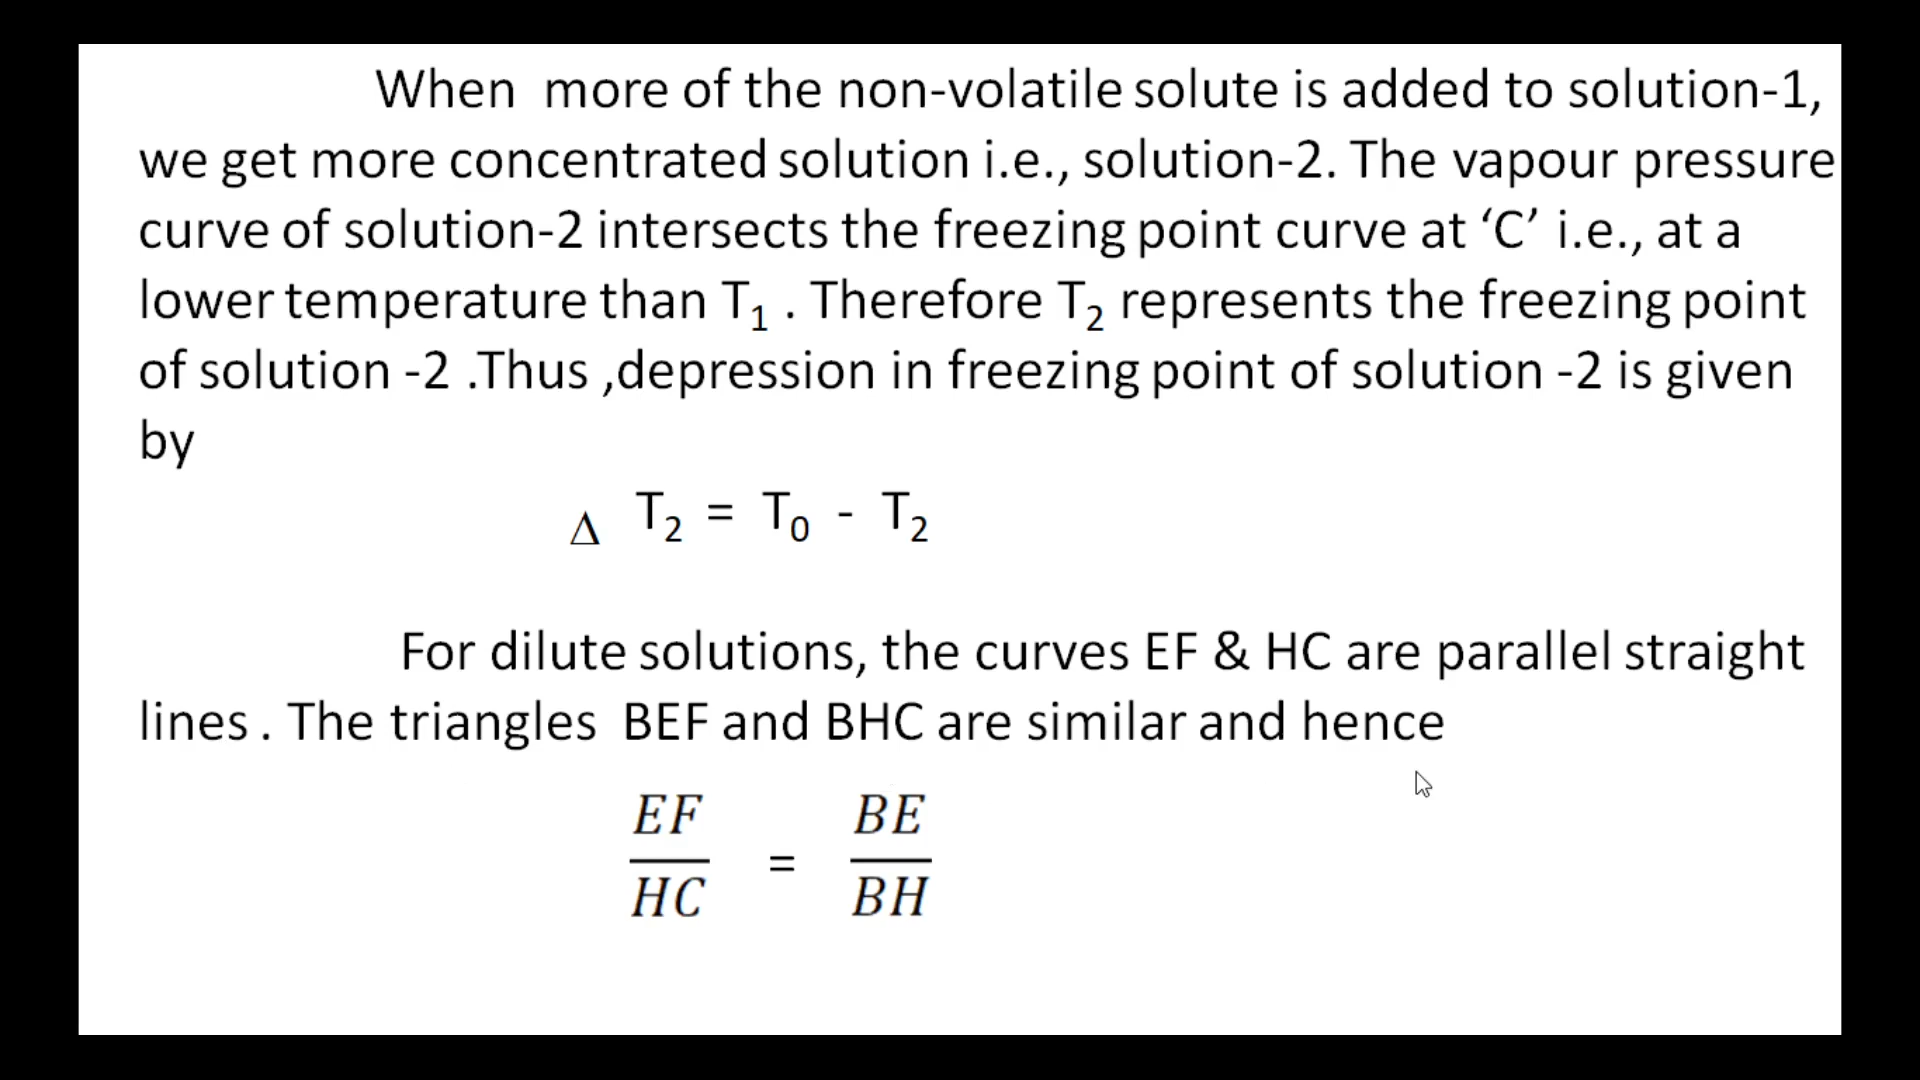 When more of the non-volatile solute is added to solution-1,
we get more concentrated solution i.e., solution-2. The vapour pressure
curve of solution-2 intersects the freezing point curve at ‘C’ i.e., at a
lower temperature than T₁ . Therefore T₂ represents the freezing point
of solution -2 .Thus ,depression in freezing point of solution -2 is given
by
Δ T₂ = T₀ - T₂
For dilute solutions, the curves EF & HC are parallel straight
lines . The triangles BEF and BHC are similar and hence
EF/HC = BE/BH